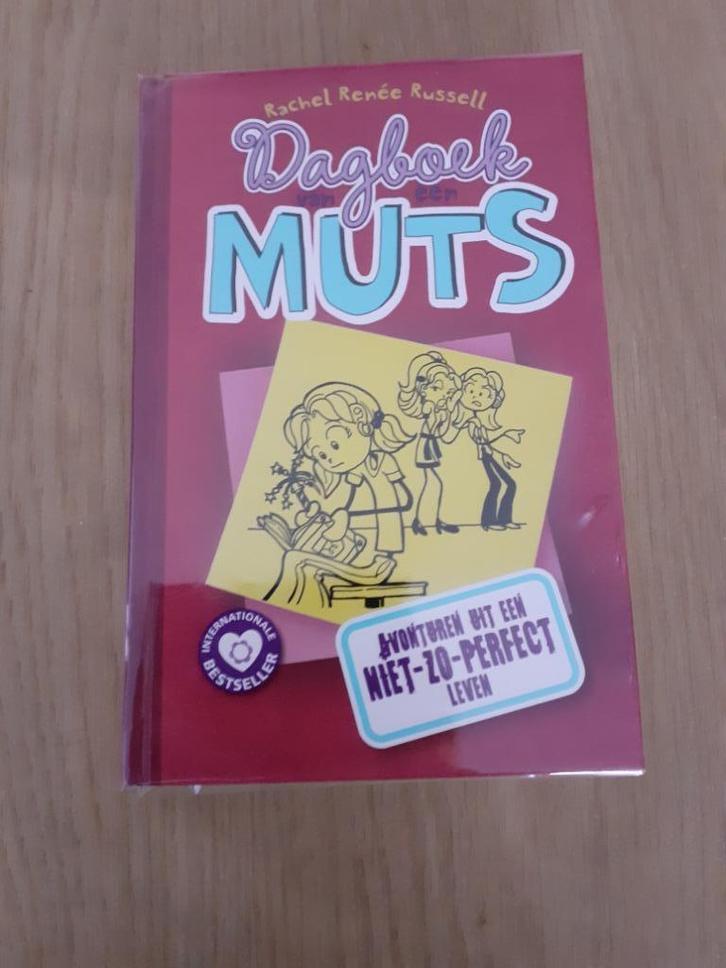 Rachel Renée Russell
Dagboek
van een
MUTS
INTERNATIONALE
BESTSELLER
AVONTUREN UIT EEN
NIET-ZO-PERFECT
LEVEN